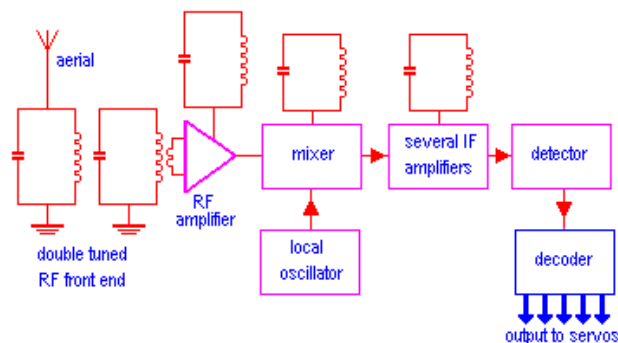 aerial
double tuned
RF front end
RF
amplifier
mixer
local
oscillator
several IF
amplifiers
detector
decoder
output to servos